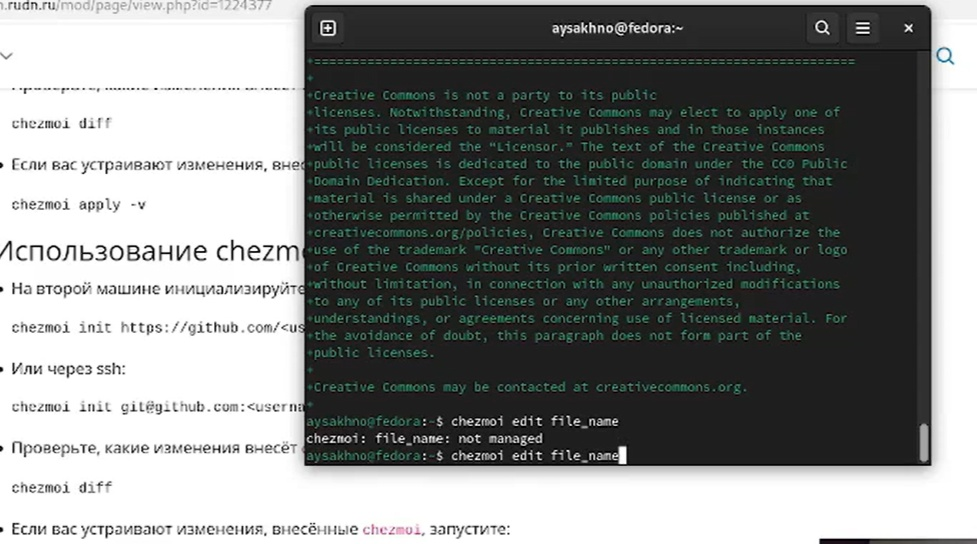 n.rudn.ru/mod/page/view.php?id=1224377
chezmoi diff
• Если вас устраивают изменения, внес
chezmoi apply -v
Использование chezm
• На второй машине инициализируйте
chezmoi init https://github.com/<us
• Или через ssh:
chezmoi init git@github.com:<userna
• Проверьте, какие изменения внесёт
chezmoi diff
• Если вас устраивают изменения, внесённые chezmoi, запустите:
aysakhno@fedora:~
+========================================================================
+
+Creative Commons is not a party to its public
+licenses. Notwithstanding, Creative Commons may elect to apply one of
+its public licenses to material it publishes and in those instances
+will be considered the “Licensor.” The text of the Creative Commons
+public licenses is dedicated to the public domain under the CC0 Public
+Domain Dedication. Except for the limited purpose of indicating that
+material is shared under a Creative Commons public license or as
+otherwise permitted by the Creative Commons policies published at
+creativecommons.org/policies, Creative Commons does not authorize the
+use of the trademark "Creative Commons" or any other trademark or logo
+of Creative Commons without its prior written consent including,
+without limitation, in connection with any unauthorized modifications
+to any of its public licenses or any other arrangements,
+understandings, or agreements concerning use of licensed material. For
+the avoidance of doubt, this paragraph does not form part of the
+public licenses.
+
+Creative Commons may be contacted at creativecommons.org.
+
aysakhno@fedora:~$ chezmoi edit file_name
chezmoi: file_name: not managed
aysakhno@fedora:~$ chezmoi edit file_name